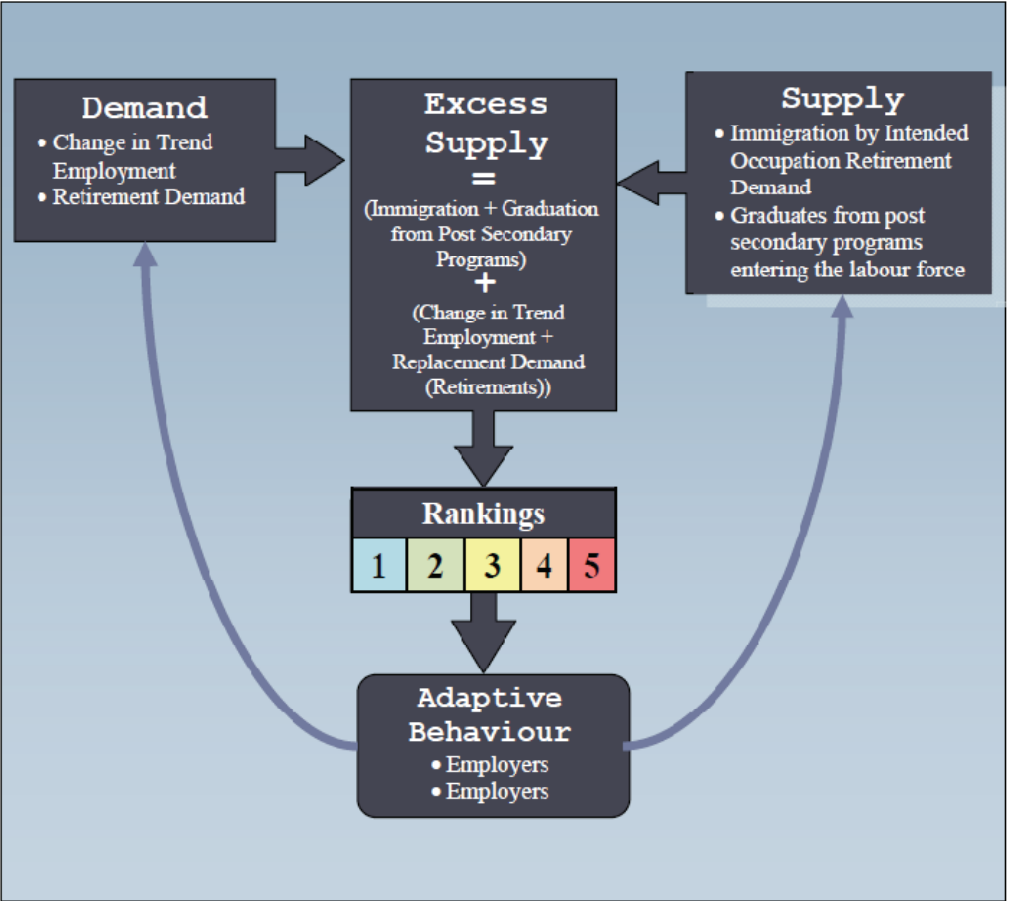 Demand
• Change in Trend
Employment
• Retirement Demand
Excess
Supply
=
(Immigration + Graduation
from Post Secondary
Programs)
+
(Change in Trend
Employment +
Replacement Demand
(Retirements))
Supply
• Immigration by Intended
Occupation Retirement
Demand
• Graduates from post
secondary programs
entering the labour force
Rankings
1 2 3 4 5
Adaptive
Behaviour
• Employers
• Employers